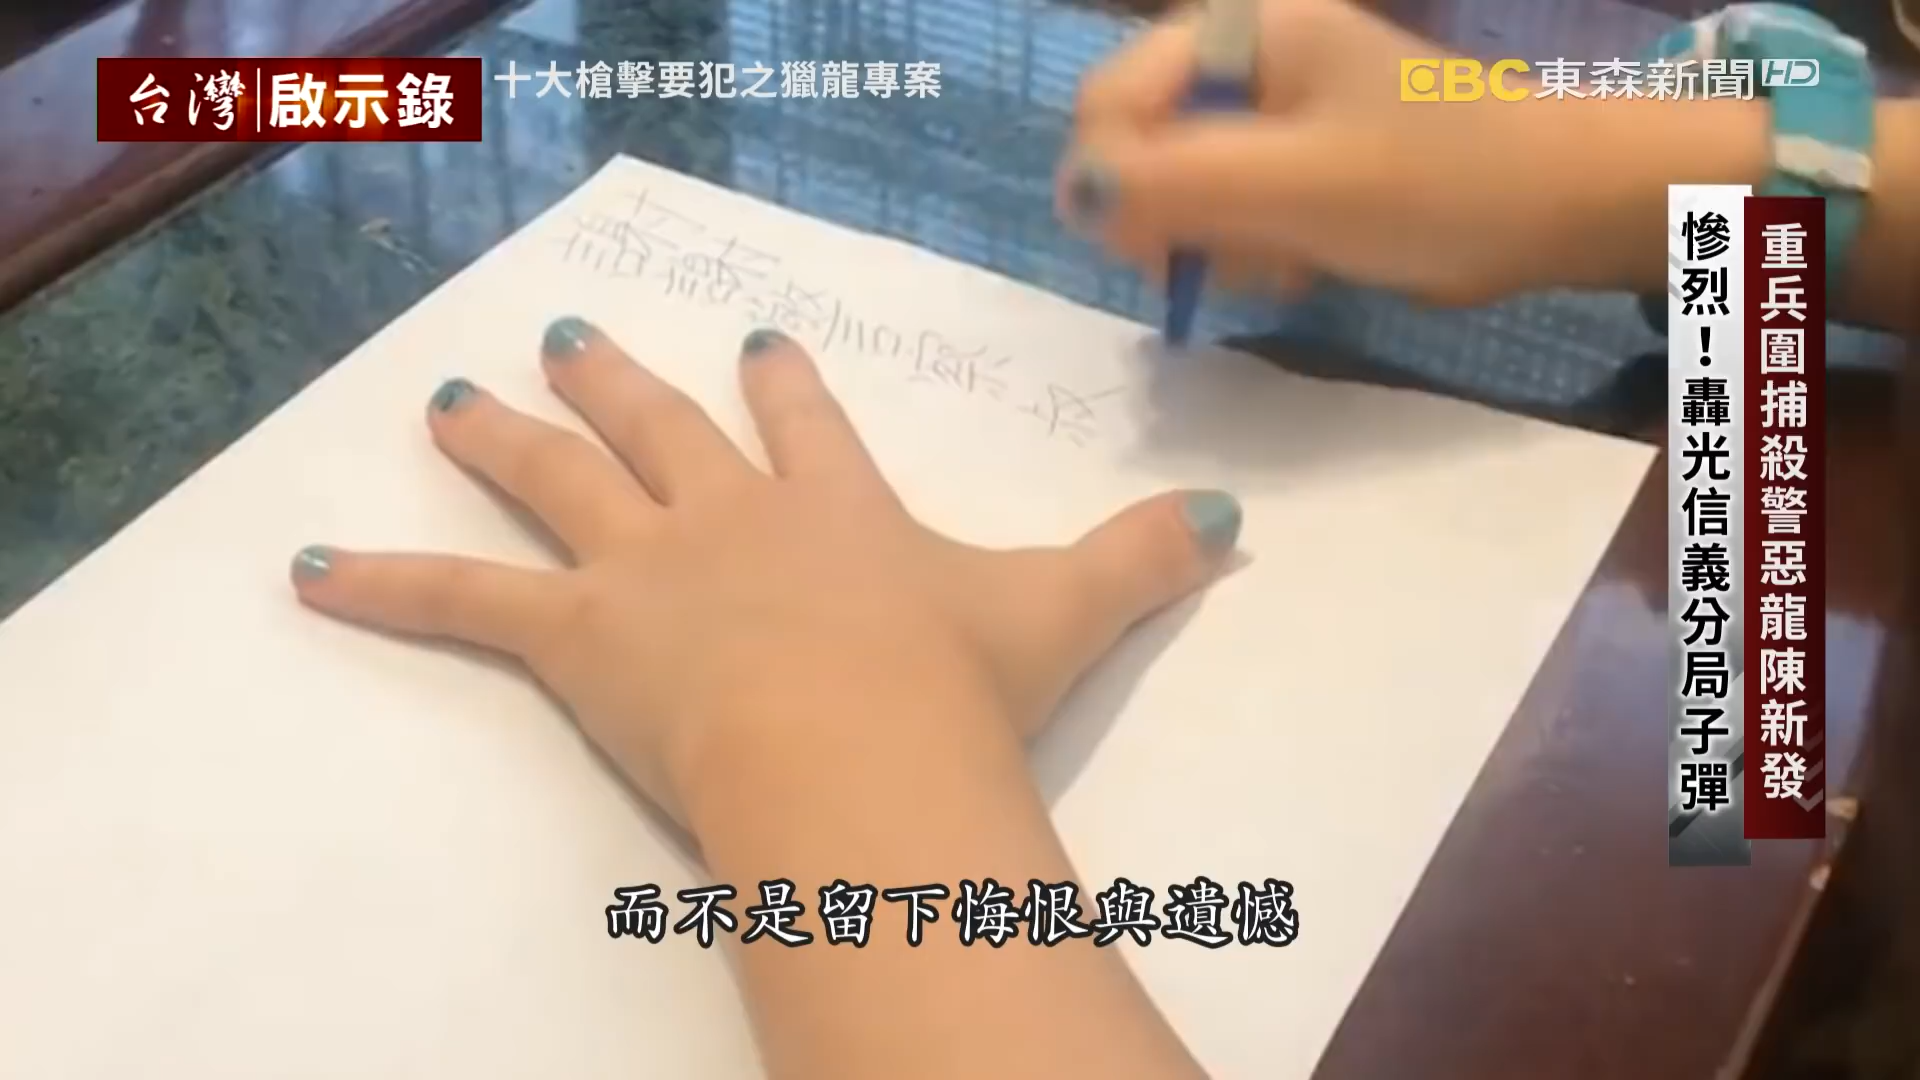 台灣啟示錄
十大槍擊要犯之獵龍專案
EBC東森新聞HD
重兵圍捕殺警惡龍陳新發
慘烈！轟光信義分局子彈
謝謝
而不是留下悔恨與遺憾